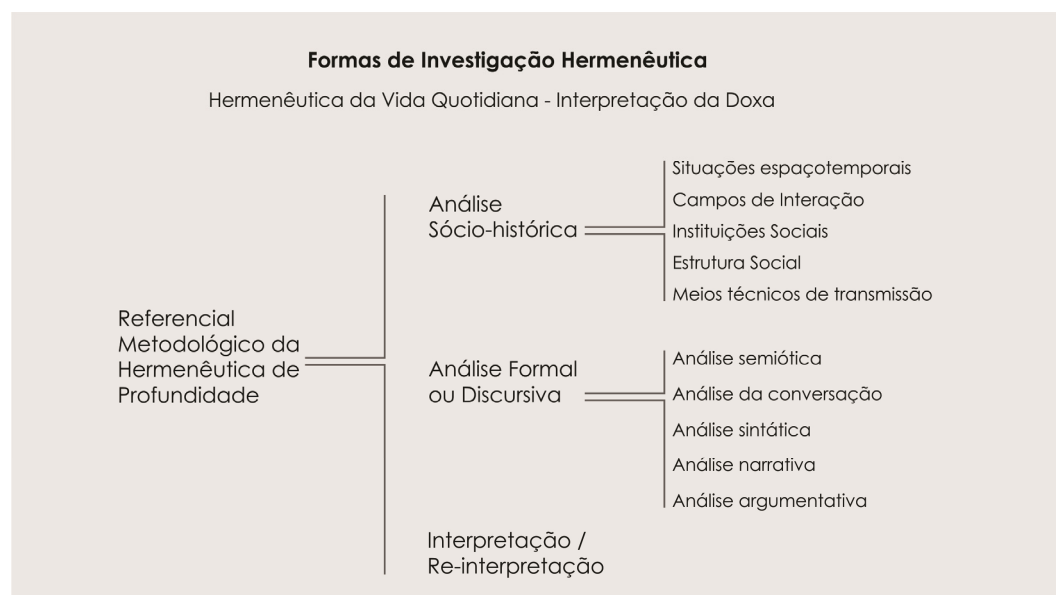 Formas de Investigação Hermenêutica
Hermenêutica da Vida Quotidiana - Interpretação da Doxa
Referencial
Metodológico da
Hermenêutica de
Profundidade
Análise
Sócio-histórica
Situações espaçotemporais
Campos de Interação
Instituições Sociais
Estrutura Social
Meios técnicos de transmissão
Análise Formal
ou Discursiva
Análise semiótica
Análise da conversação
Análise sintática
Análise narrativa
Análise argumentativa
Interpretação /
Re-interpretação